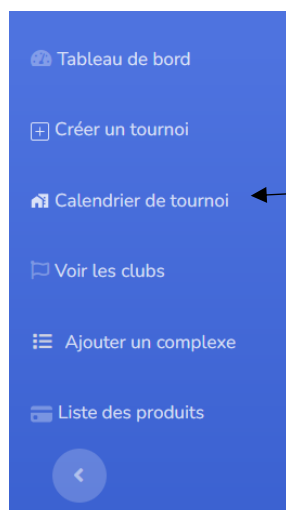 Tableau de bord
Créer un tournoi
Calendrier de tournoi
Voir les clubs
Ajouter un complexe
Liste des produits